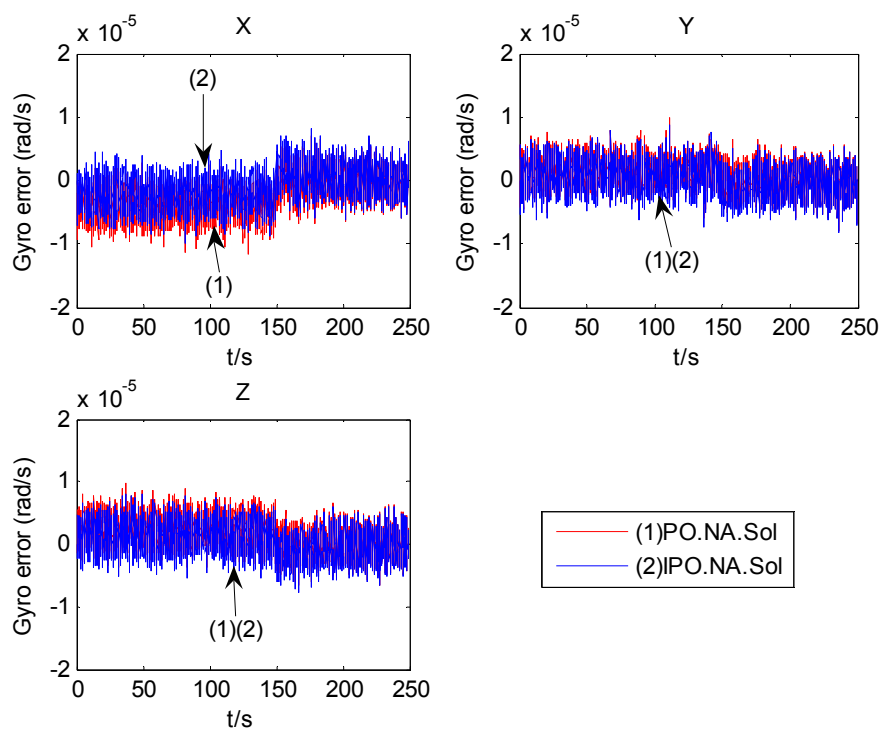 x 10^-5
X
Gyro error (rad/s)
2
1
0
-1
-2
(2)
(1)
0 50 100 150 200 250
t/s
x 10^-5
Y
Gyro error (rad/s)
2
1
0
-1
-2
(1)(2)
0 50 100 150 200 250
t/s
x 10^-5
Z
Gyro error (rad/s)
2
1
0
-1
-2
(1)(2)
0 50 100 150 200 250
t/s
(1)PO.NA.Sol
(2)IPO.NA.Sol